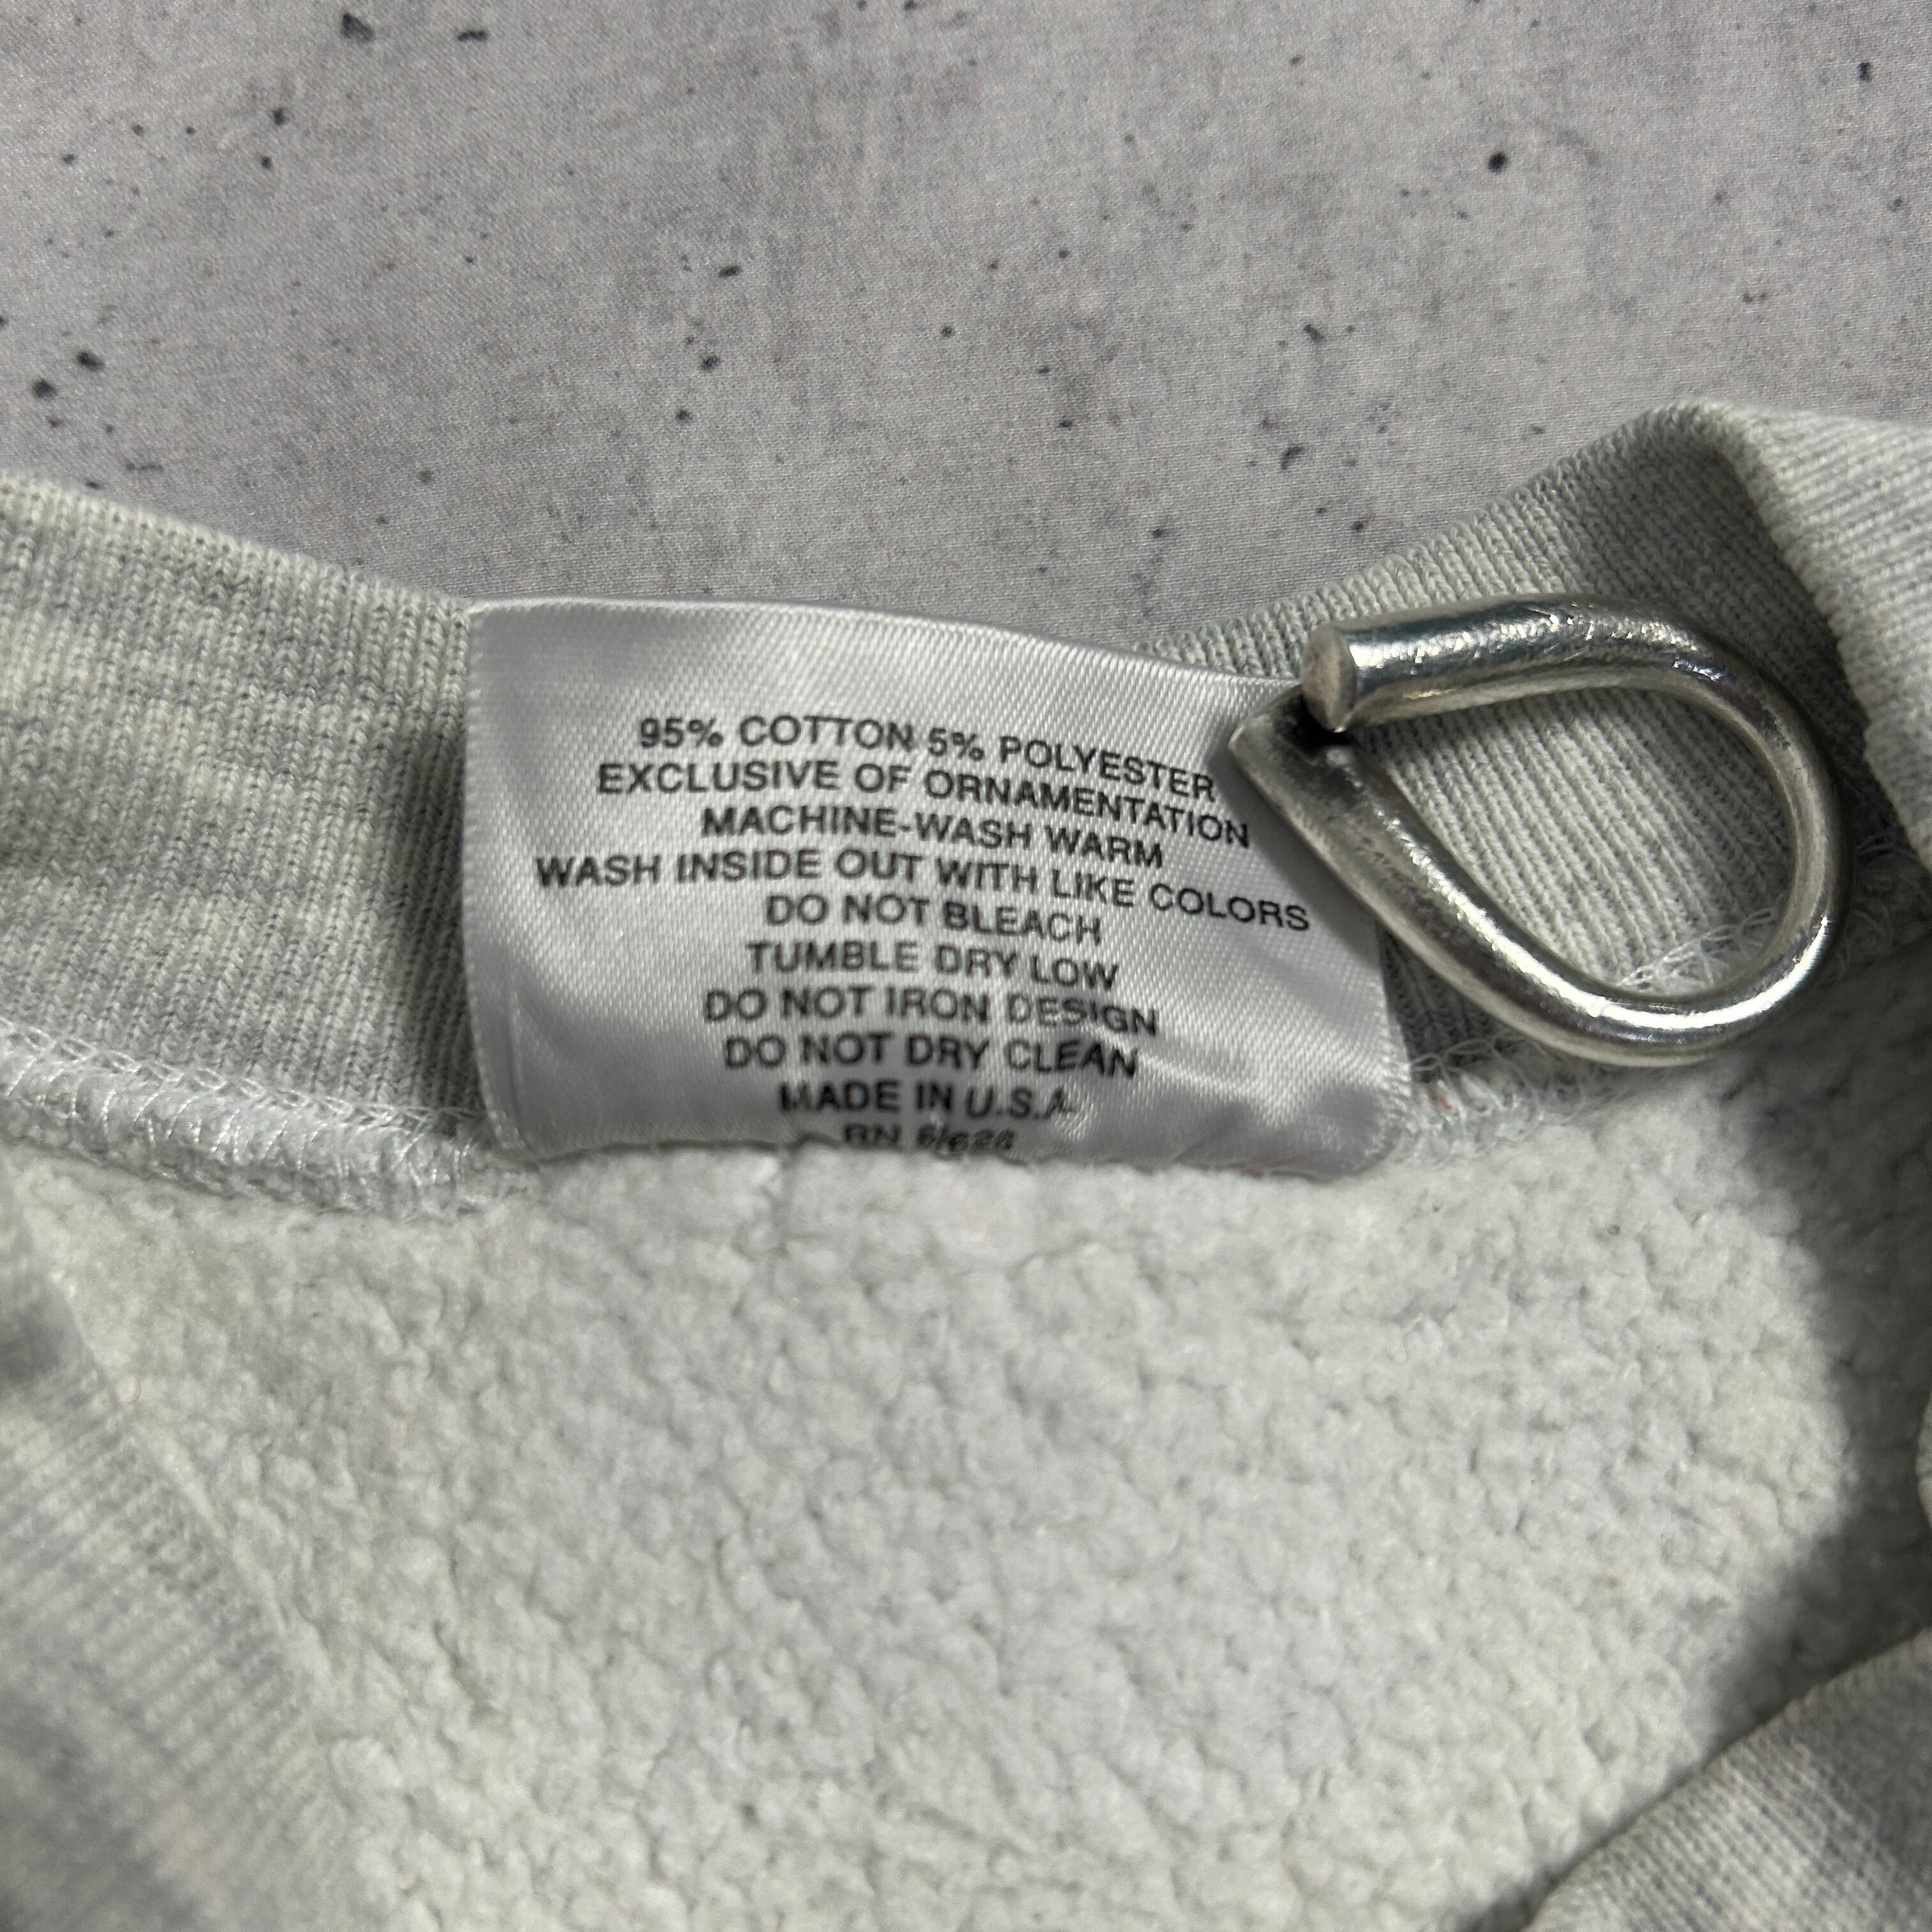 95% COTTON 5% POLYESTER
EXCLUSIVE OF ORNAMENTATION
MACHINE-WASH WARM
WASH INSIDE OUT WITH LIKE COLORS
DO NOT BLEACH
TUMBLE DRY LOW
DO NOT IRON DESIGN
DO NOT DRY CLEAN
MADE IN U.S.A.
RN